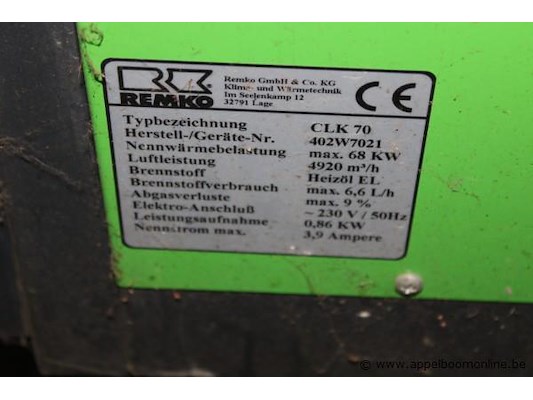 REMKO
Remko GmbH & Co. KG
Klima- und Wärmetechnik
Im Seelenkamp 12
32791 Lage
CE
Typbezeichnung CLK 70
Herstell-/Geräte-Nr. 402W7021
Nennwärmebelastung max. 68 KW
Luftleistung 4920 m³/h
Brennstoff Heizöl EL
Brennstoffverbrauch max. 6,6 L/h
Abgasverluste max. 9 %
Elektro-Anschluß ~ 230 V / 50Hz
Leistungsaufnahme 0,86 KW
Nennstrom max. 3,9 Ampere
© www.appelboomonline.be